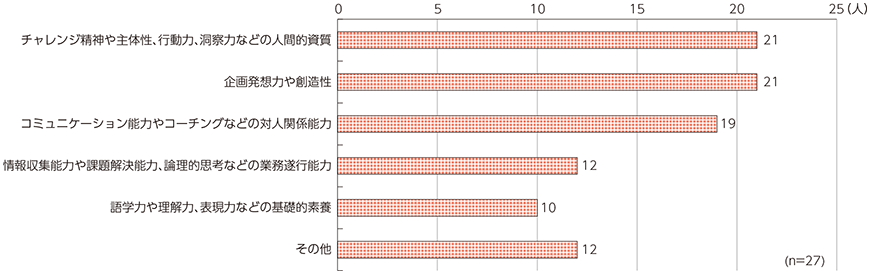 0 5 10 15 20 25（人）
チャレンジ精神や主体性、行動力、洞察力などの人間的資質 21
企画発想力や創造性 21
コミュニケーション能力やコーチングなどの対人関係能力 19
情報収集能力や課題解決能力、論理的思考などの業務遂行能力 12
語学力や理解力、表現力などの基礎的素養 10
その他 12
(n=27)